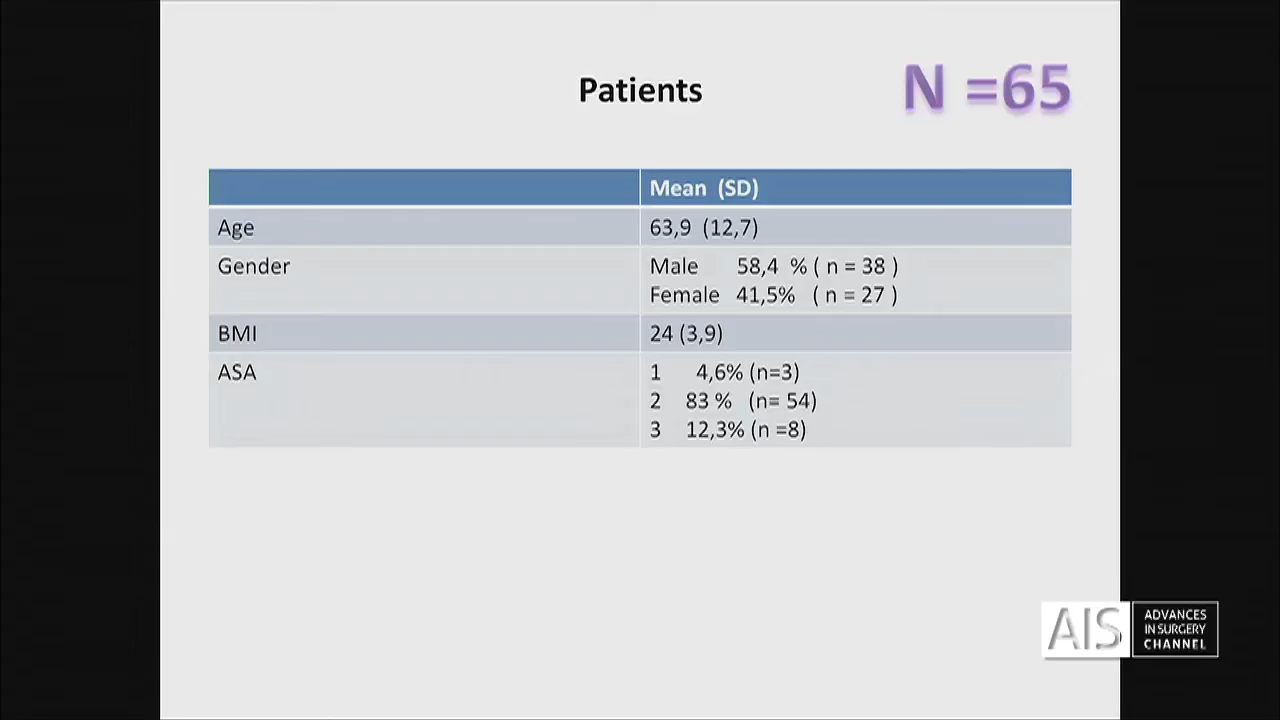 Patients
N =65
Mean (SD)
Age 63,9 (12,7)
Gender Male 58,4 % ( n = 38 )
Female 41,5% ( n = 27 )
BMI 24 (3,9)
ASA 1 4,6% (n=3)
2 83 % (n= 54)
3 12,3% (n =8)
AIS ADVANCES
IN SURGERY
CHANNEL